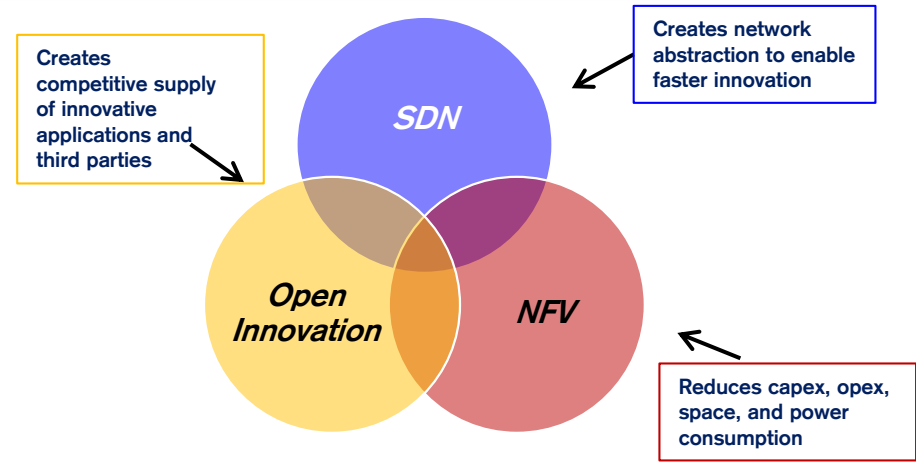 Creates
competitive supply
of innovative
applications and
third parties
Creates network
abstraction to enable
faster innovation
SDN
Open
Innovation
NFV
Reduces capex, opex,
space, and power
consumption